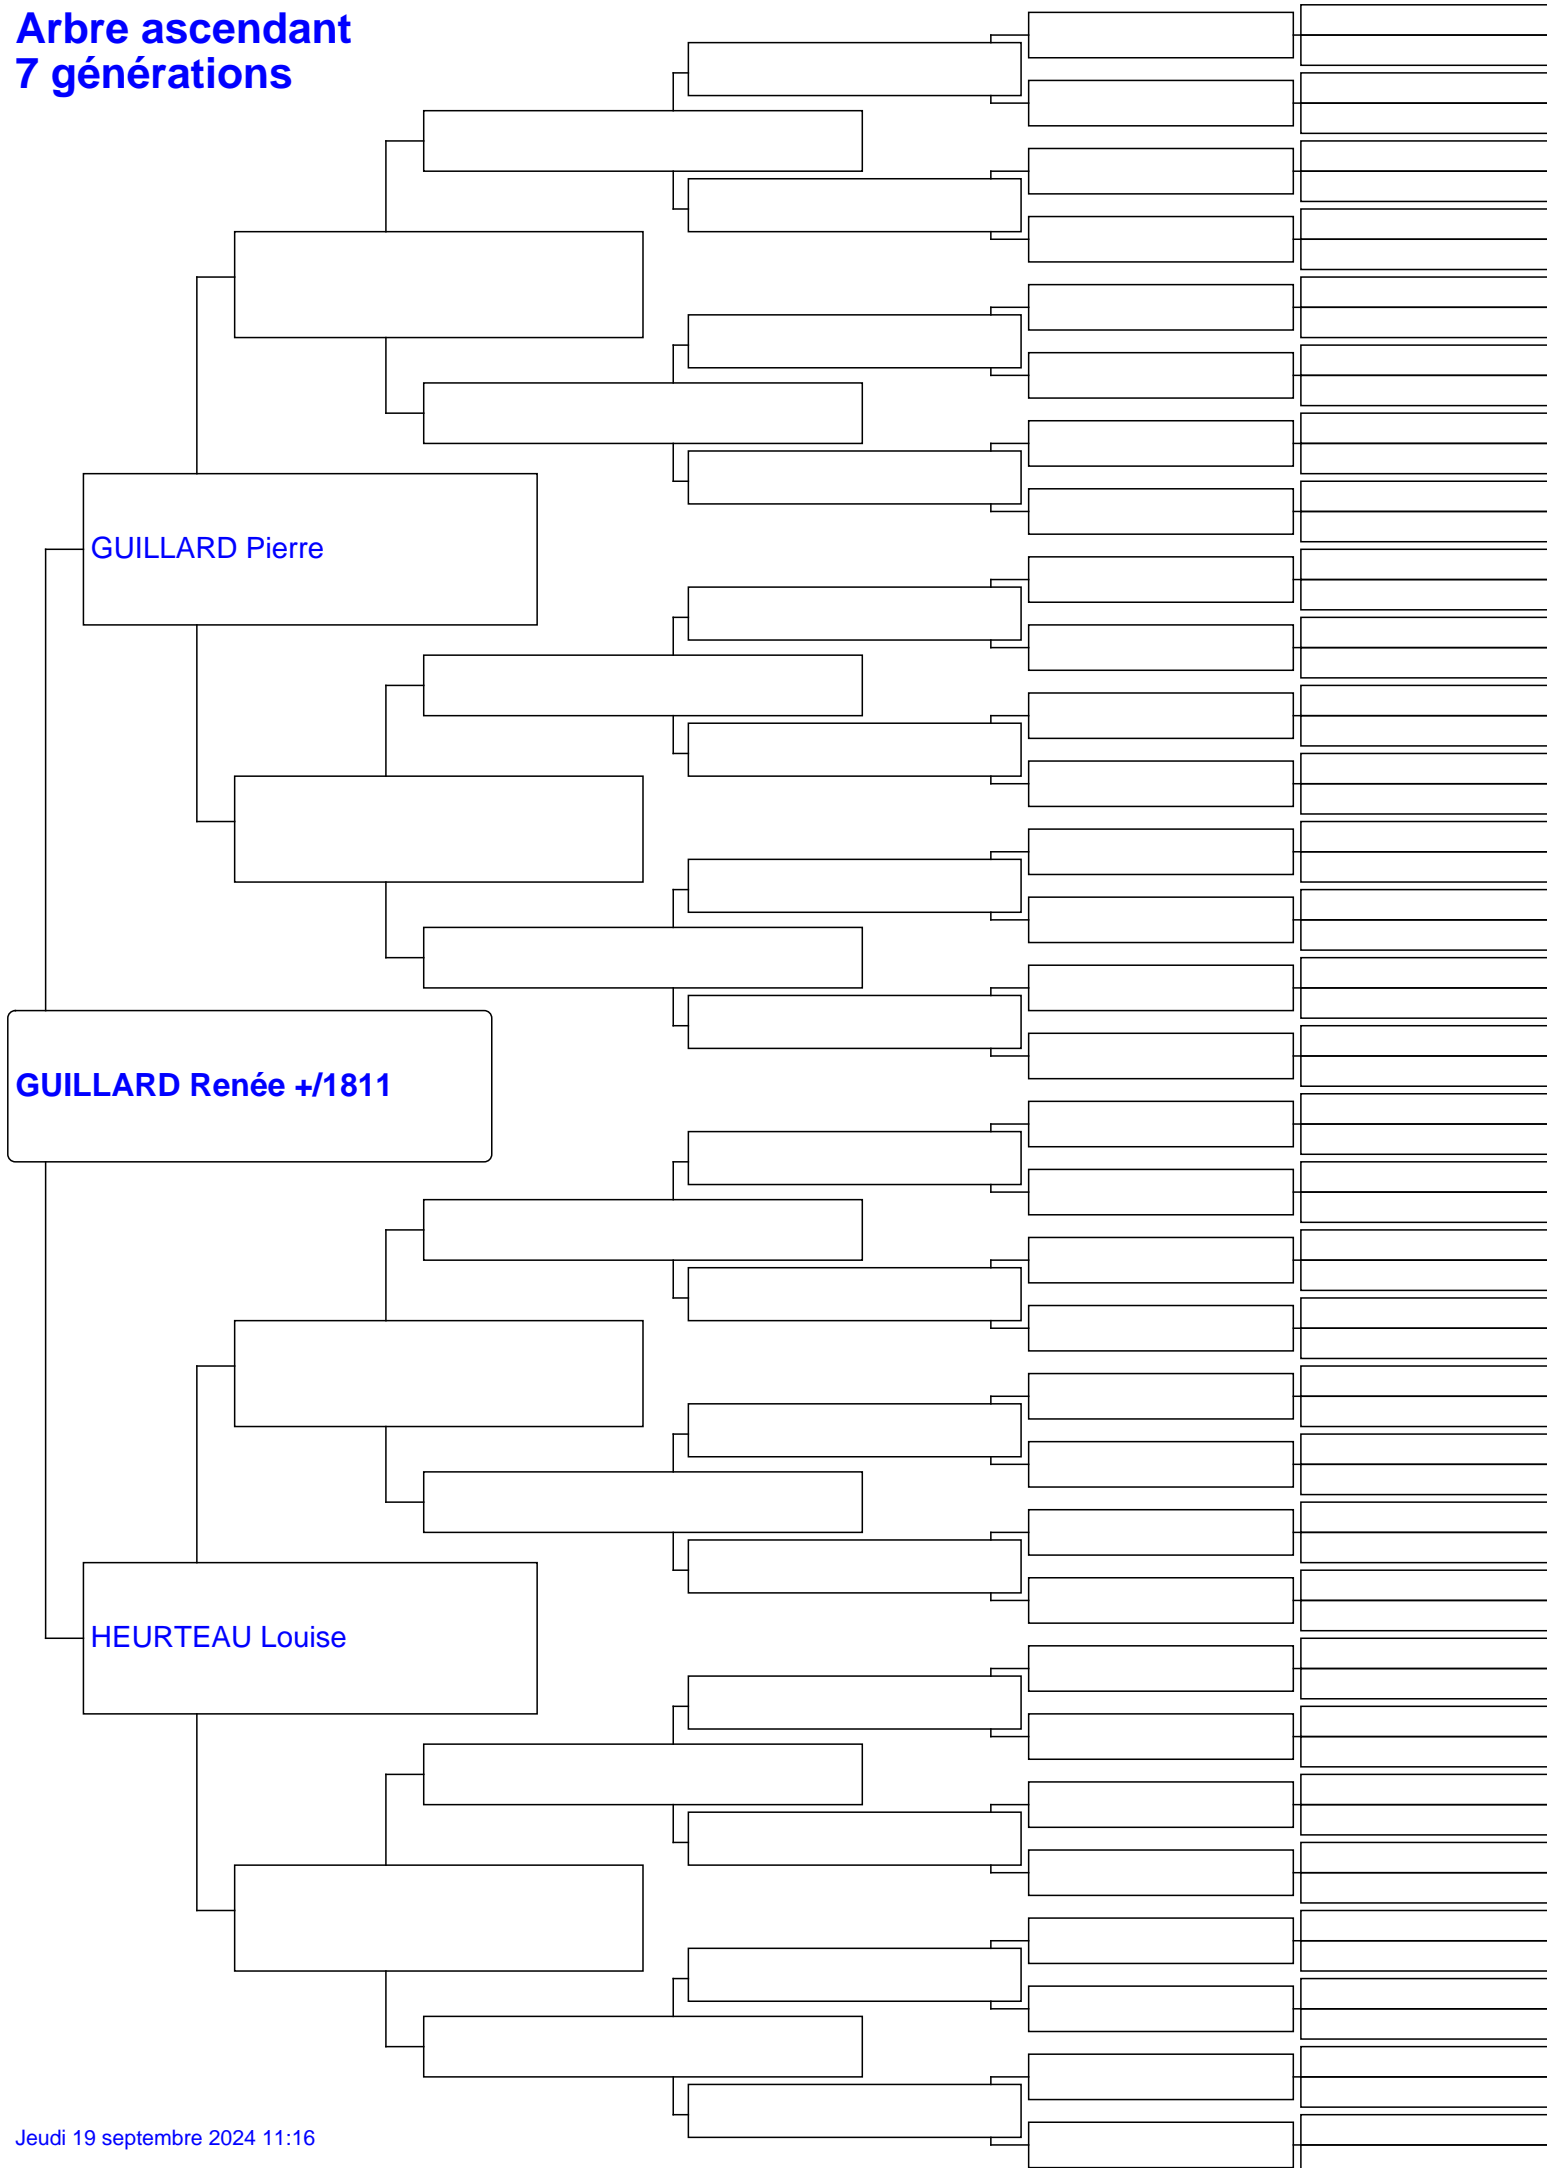 Arbre ascendant
7 générations
GUILLARD Pierre
GUILLARD Renée +/1811
HEURTEAU Louise
Jeudi 19 septembre 2024 11:16